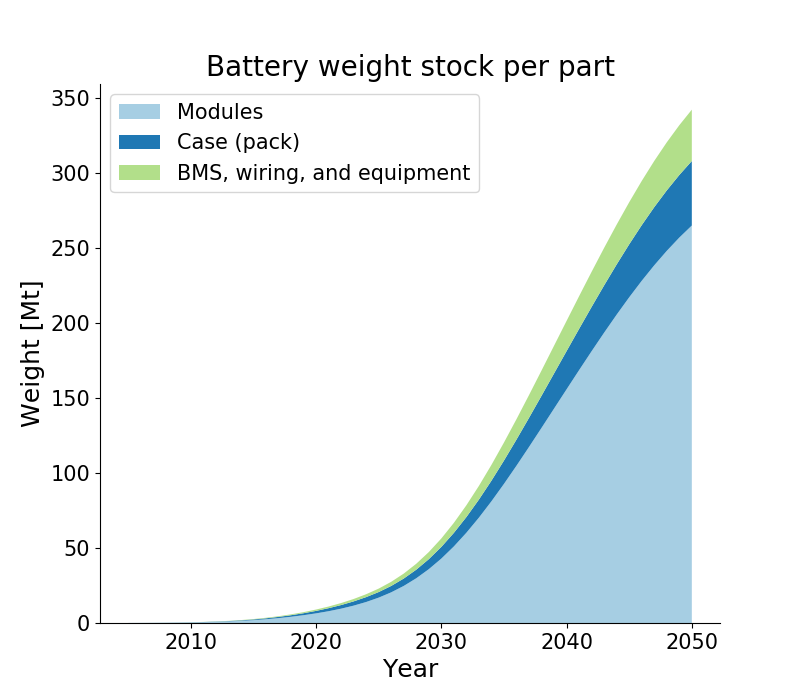 Battery weight stock per part
Modules
Case (pack)
BMS, wiring, and equipment
350
300
250
200
150
100
50
0
Weight [Mt]
2010 2020 2030 2040 2050
Year